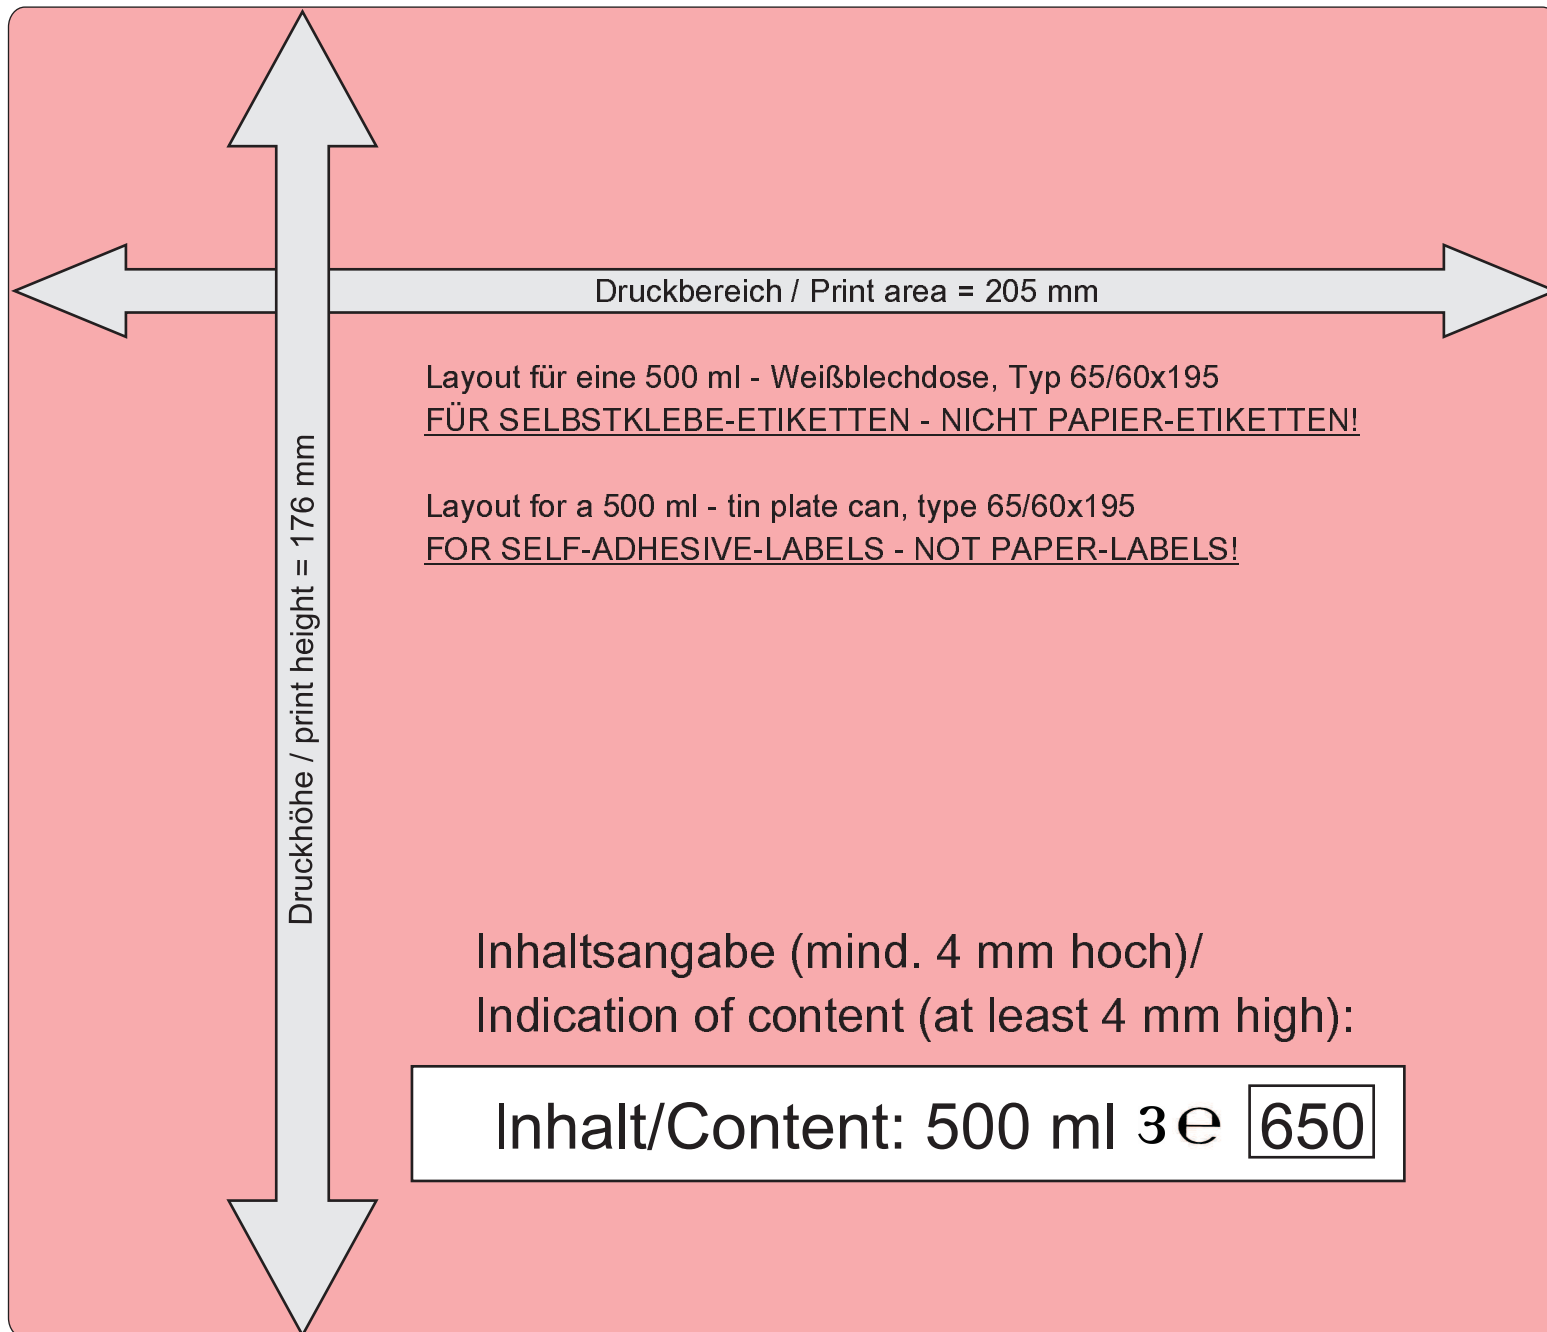 Druckbereich / Print area = 205 mm
Layout für eine 500 ml - Weißblechdose, Typ 65/60x195
FÜR SELBSTKLEBE-ETIKETTEN - NICHT PAPIER-ETIKETTEN!
Layout for a 500 ml - tin plate can, type 65/60x195
FOR SELF-ADHESIVE-LABELS - NOT PAPER-LABELS!
Druckhöhe / print height = 176 mm
Inhaltsangabe (mind. 4 mm hoch)/
Indication of content (at least 4 mm high):
Inhalt/Content: 500 ml 3 ℮ 650